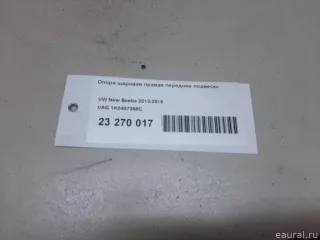 Опора шаровая правая передней подвески
VW New Beetle 2012-2019
VAG 1K0407366C
23 270 017
eaural.ru